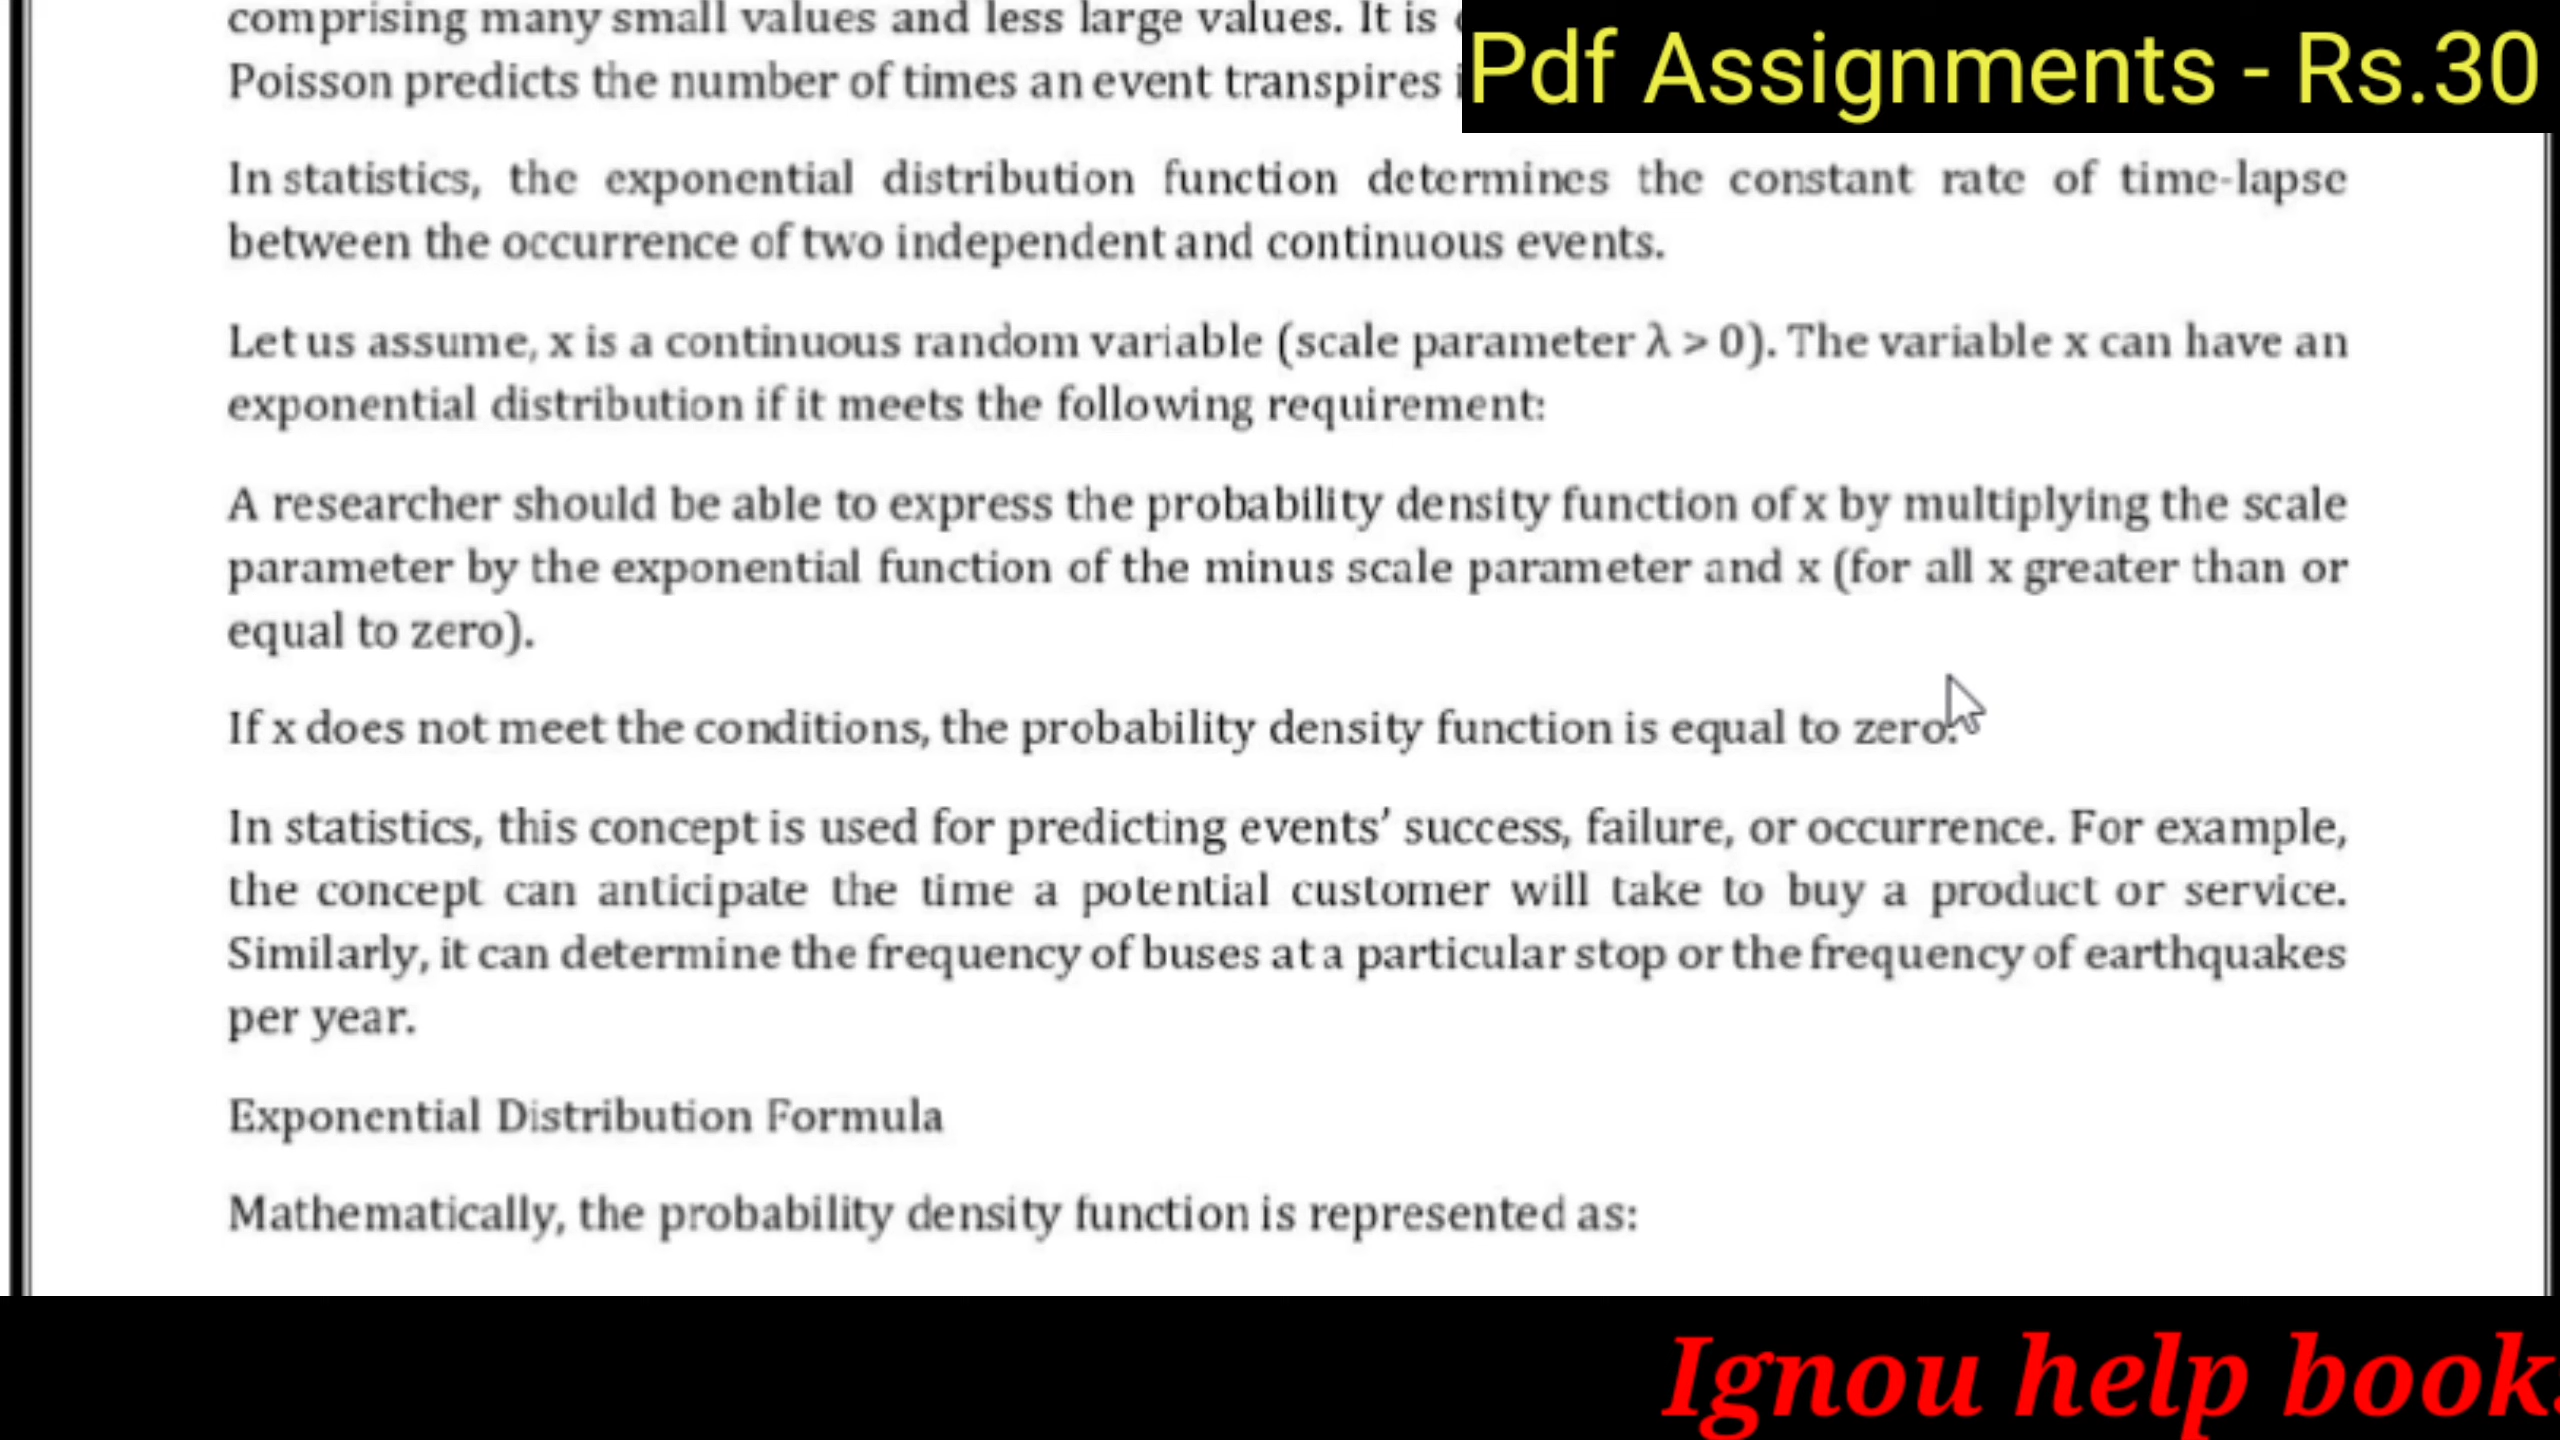 comprising many small values and less large values. It is
Pdf Assignments - Rs.30
Poisson predicts the number of times an event transpires
In statistics, the exponential distribution function determines the constant rate of time-lapse
between the occurrence of two independent and continuous events.
Let us assume, x is a continuous random variable (scale parameter λ > 0). The variable x can have an
exponential distribution if it meets the following requirement:
A researcher should be able to express the probability density function of x by multiplying the scale
parameter by the exponential function of the minus scale parameter and x (for all x greater than or
equal to zero).
If x does not meet the conditions, the probability density function is equal to zero.
In statistics, this concept is used for predicting events’ success, failure, or occurrence. For example,
the concept can anticipate the time a potential customer will take to buy a product or service.
Similarly, it can determine the frequency of buses at a particular stop or the frequency of earthquakes
per year.
Exponential Distribution Formula
Mathematically, the probability density function is represented as:
Ignou help book